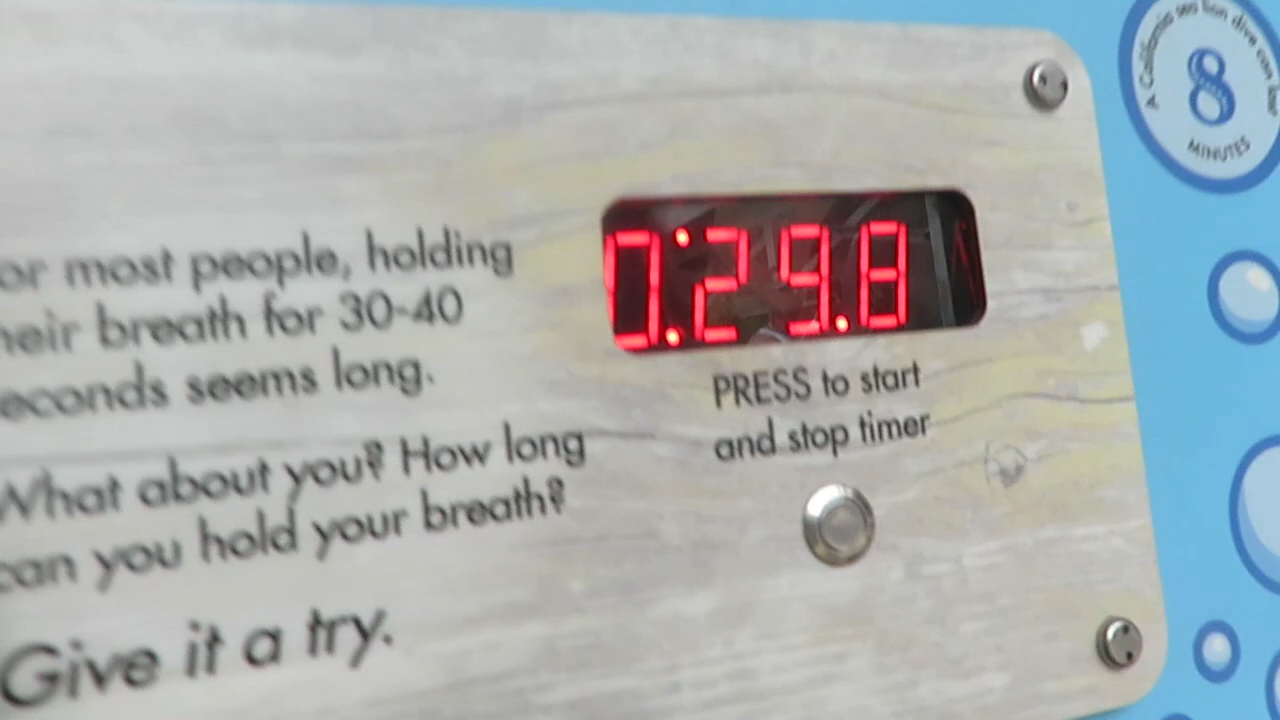 A California sea lion dive can last
8
MINUTES
or most people, holding
heir breath for 30-40
econds seems long.
What about you? How long
can you hold your breath?
Give it a try.
0:29.8
PRESS to start
and stop timer